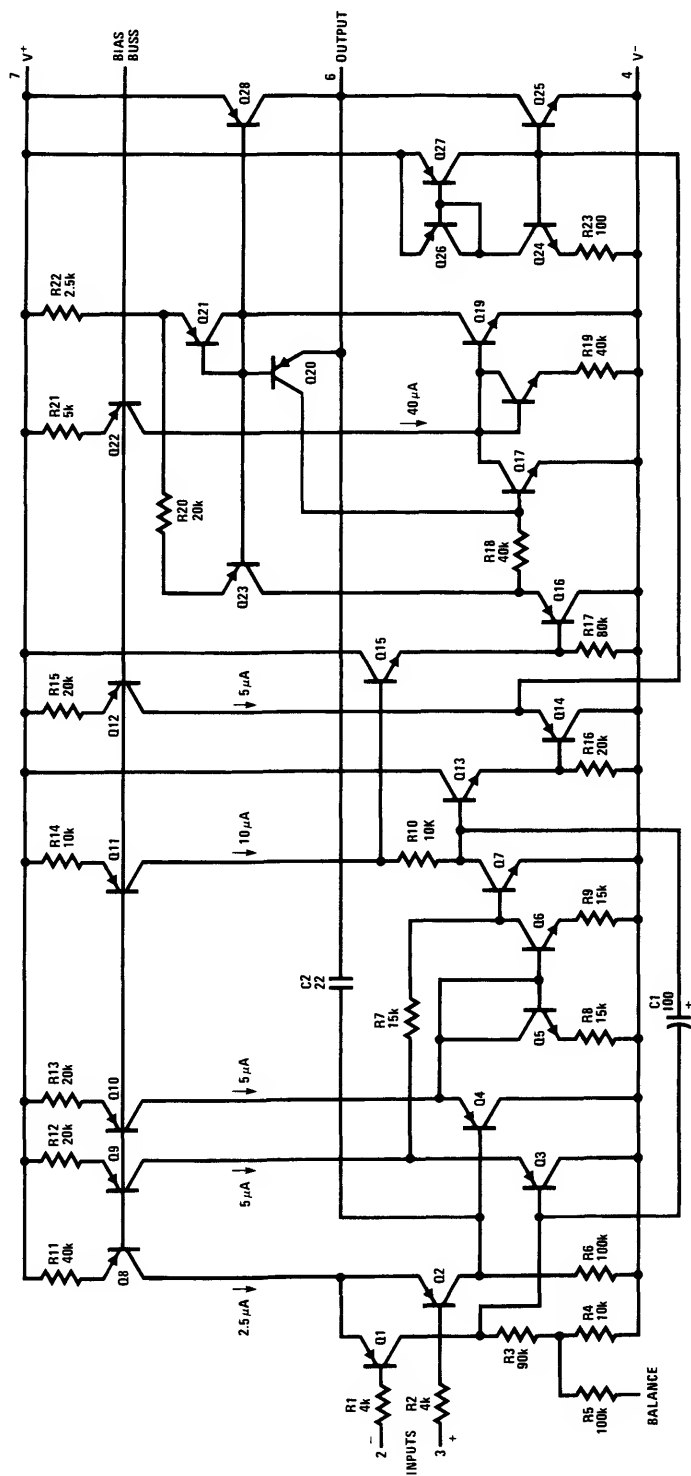 7 V+
BIAS
BUSS
6 OUTPUT
4 V−
R11
40k
R12
20k
R13
20k
R14
10k
R15
20k
R21
5k
R22
2.5k
Q8
Q9
Q10
Q11
Q12
Q22
Q21
Q28
R20
20k
Q23
Q20
2.5μA
5μA
5μA
10μA
5μA
40μA
C2
22
Q15
Q13
R10
10K
R7
15k
Q1
Q2
R1
4k
2 −
INPUTS
R2
4k
3 +
Q3
Q4
Q5
Q6
Q7
Q14
Q16
Q17
R18
40k
Q19
R19
40k
Q26
Q27
Q24
Q25
R23
100
R3
90k
R4
10k
R5
100k
BALANCE
R6
100k
R8
15k
R9
15k
R16
20k
R17
80k
C1
100
+